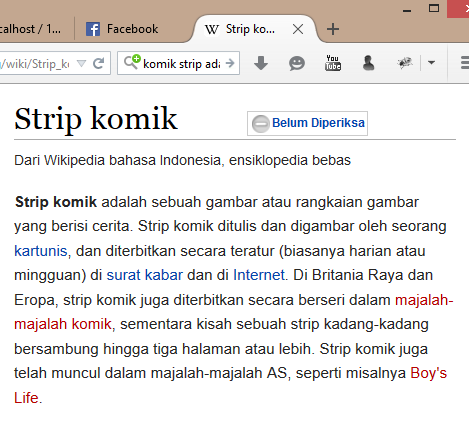 calhost / 1... Facebook Strip ko...
/wiki/Strip_k komik strip ada
You Tube
Strip komik
Belum Diperiksa
Dari Wikipedia bahasa Indonesia, ensiklopedia bebas
Strip komik adalah sebuah gambar atau rangkaian gambar
yang berisi cerita. Strip komik ditulis dan digambar oleh seorang
kartunis, dan diterbitkan secara teratur (biasanya harian atau
mingguan) di surat kabar dan di Internet. Di Britania Raya dan
Eropa, strip komik juga diterbitkan secara berseri dalam majalah-
majalah komik, sementara kisah sebuah strip kadang-kadang
bersambung hingga tiga halaman atau lebih. Strip komik juga
telah muncul dalam majalah-majalah AS, seperti misalnya Boy's
Life.